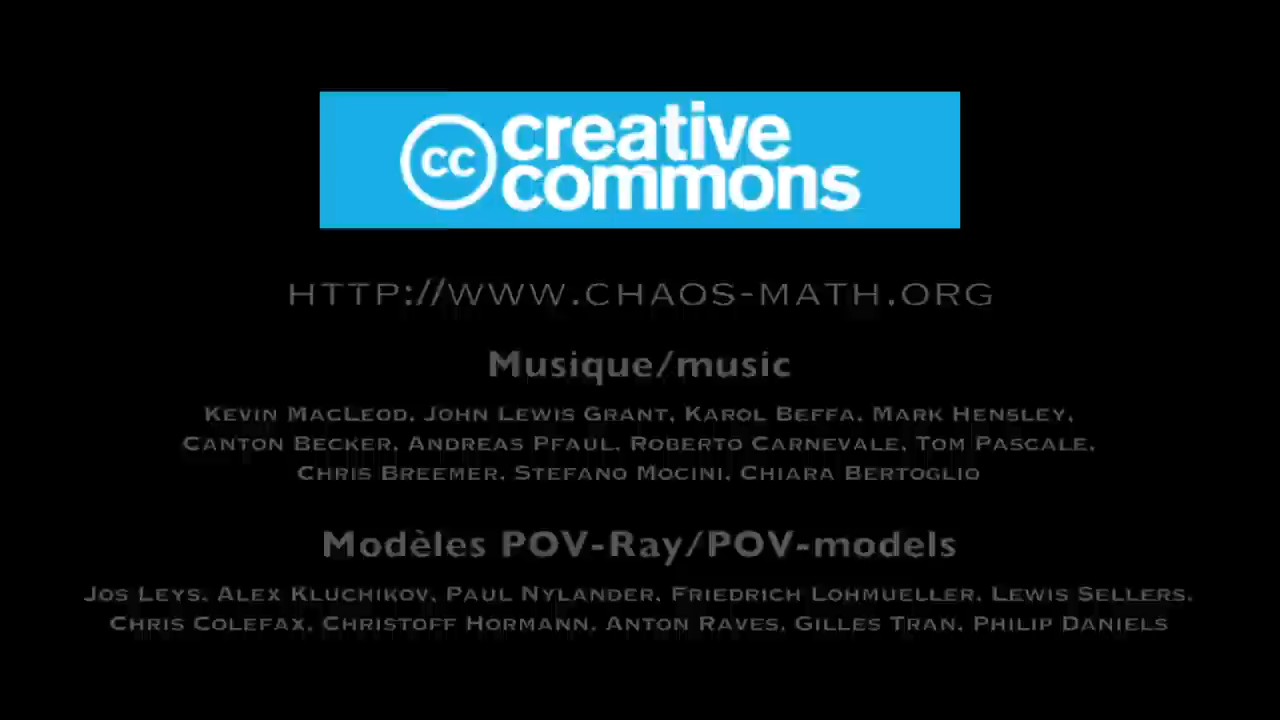 cc creative
commons
HTTP://WWW.CHAOS-MATH.ORG
Musique/music
KEVIN MACLEOD, JOHN LEWIS GRANT, KAROL BEFFA, MARK HENSLEY,
CANTON BECKER, ANDREAS PFAUL, ROBERTO CARNEVALE, TOM PASCALE,
CHRIS BREEMER, STEFANO MOCINI, CHIARA BERTOGLIO
Modèles POV-Ray/POV-models
JOS LEYS, ALEX KLUCHIKOV, PAUL NYLANDER, FRIEDRICH LOHMUELLER, LEWIS SELLERS,
CHRIS COLEFAX, CHRISTOFF HORMANN, ANTON RAVES, GILLES TRAN, PHILIP DANIELS